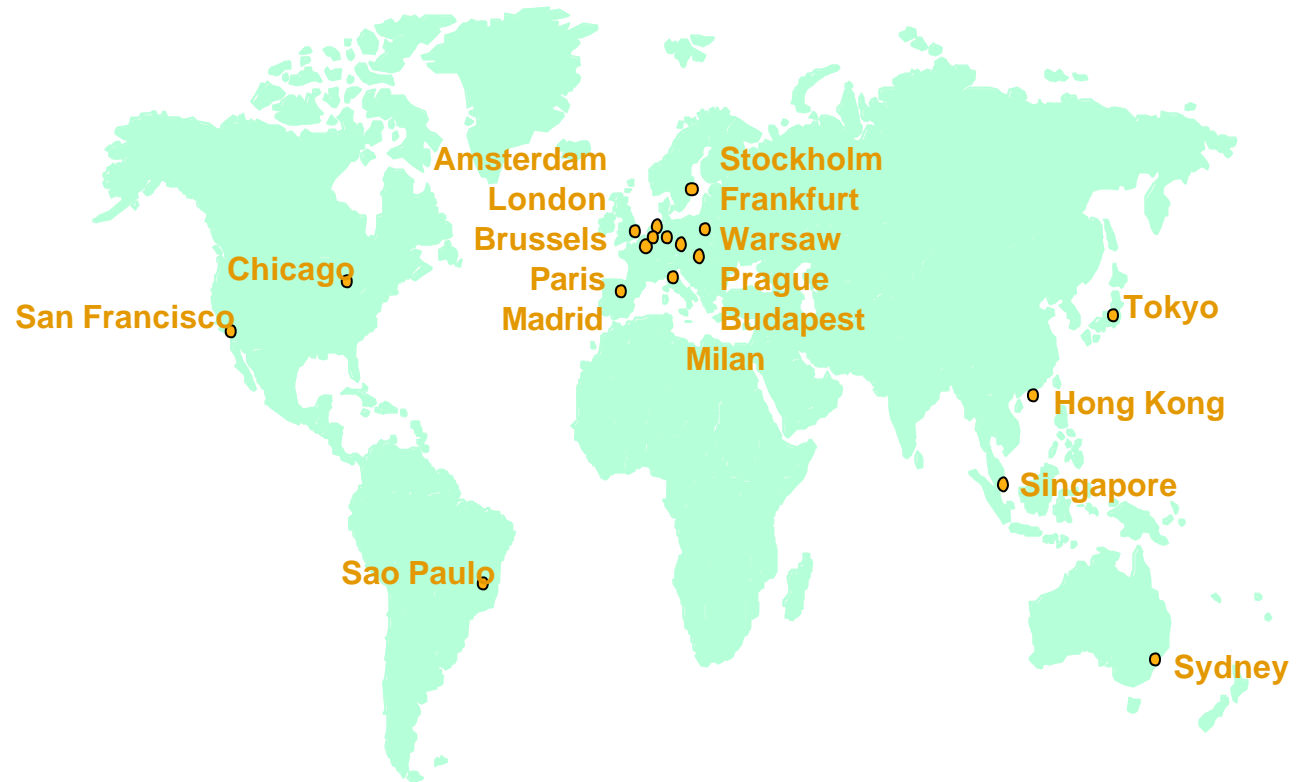 Amsterdam
Stockholm
London
Frankfurt
Brussels
Warsaw
Chicago
Paris
Prague
San Francisco
Madrid
Budapest
Tokyo
Milan
Hong Kong
Singapore
Sao Paulo
Sydney